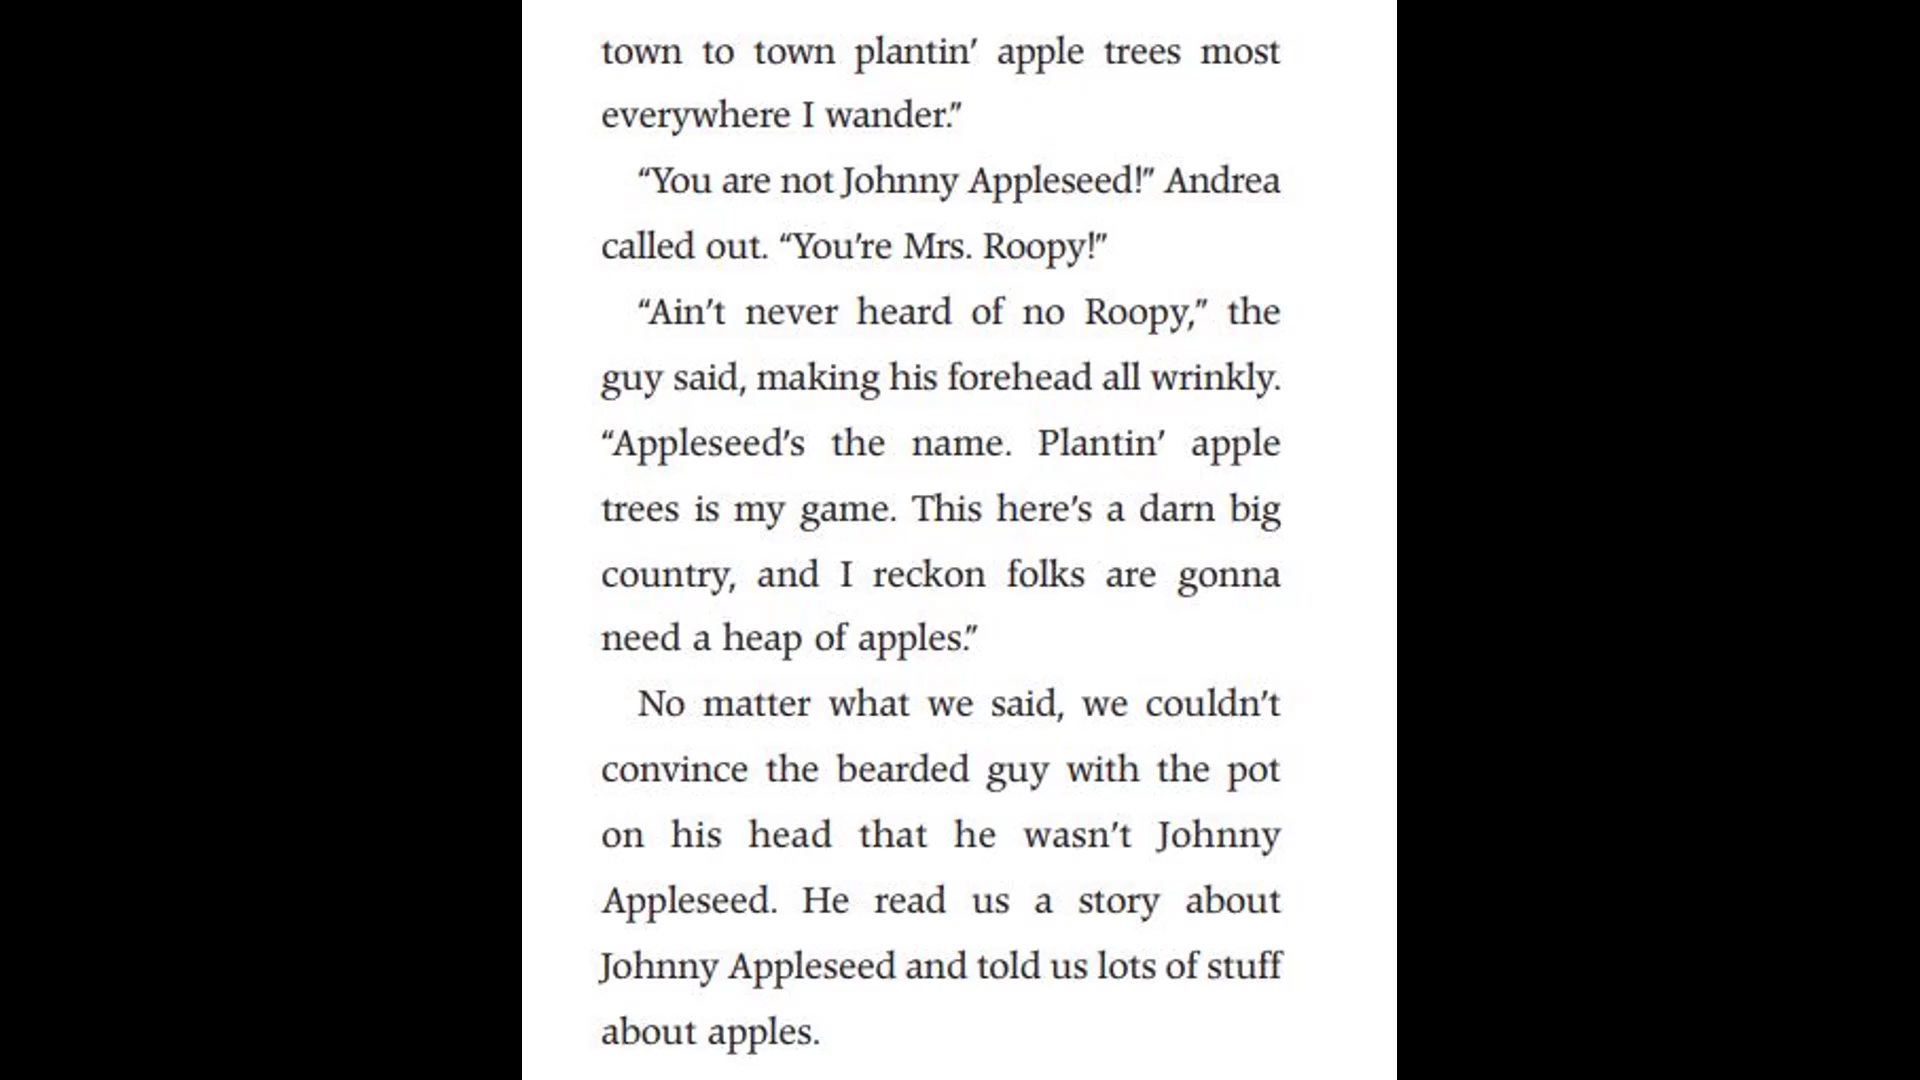 town to town plantin’ apple trees most
everywhere I wander.”
“You are not Johnny Appleseed!” Andrea
called out. “You’re Mrs. Roopy!”
“Ain’t never heard of no Roopy,” the
guy said, making his forehead all wrinkly.
“Appleseed’s the name. Plantin’ apple
trees is my game. This here’s a darn big
country, and I reckon folks are gonna
need a heap of apples.”
No matter what we said, we couldn’t
convince the bearded guy with the pot
on his head that he wasn’t Johnny
Appleseed. He read us a story about
Johnny Appleseed and told us lots of stuff
about apples.